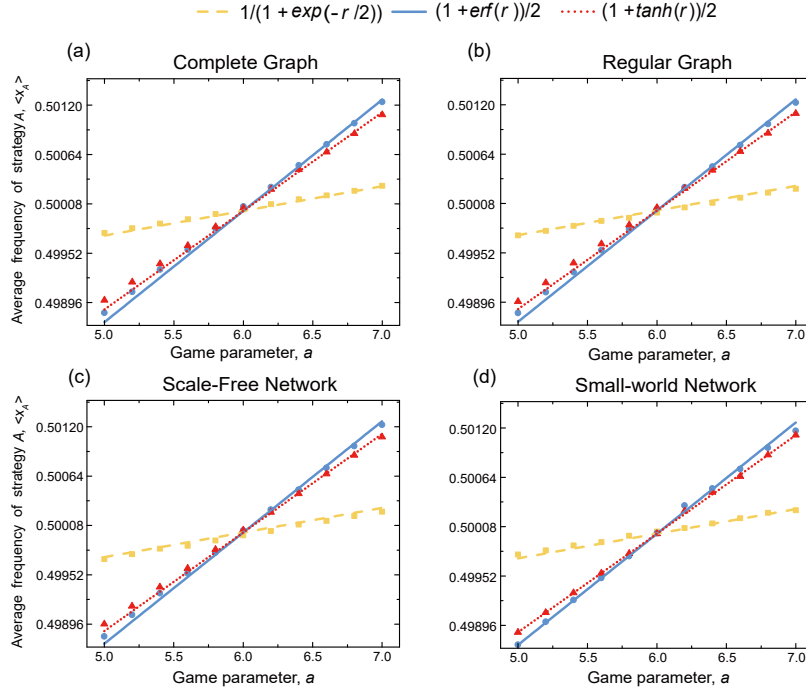 1/(1 +exp(−r/2)) (1 +erf(r))/2 (1 +tanh(r))/2
(a) (b)
Complete Graph Regular Graph
Average frequency of strategy A, <x_A>
0.50120 0.50120
0.50064 0.50064
0.50008 0.50008
0.49952 0.49952
0.49896 0.49896
5.0 5.5 6.0 6.5 7.0 5.0 5.5 6.0 6.5 7.0
Game parameter, a Game parameter, a
(c) (d)
Scale-Free Network Small-world Network
Average frequency of strategy A, <x_A>
0.50120 0.50120
0.50064 0.50064
0.50008 0.50008
0.49952 0.49952
0.49896 0.49896
5.0 5.5 6.0 6.5 7.0 5.0 5.5 6.0 6.5 7.0
Game parameter, a Game parameter, a